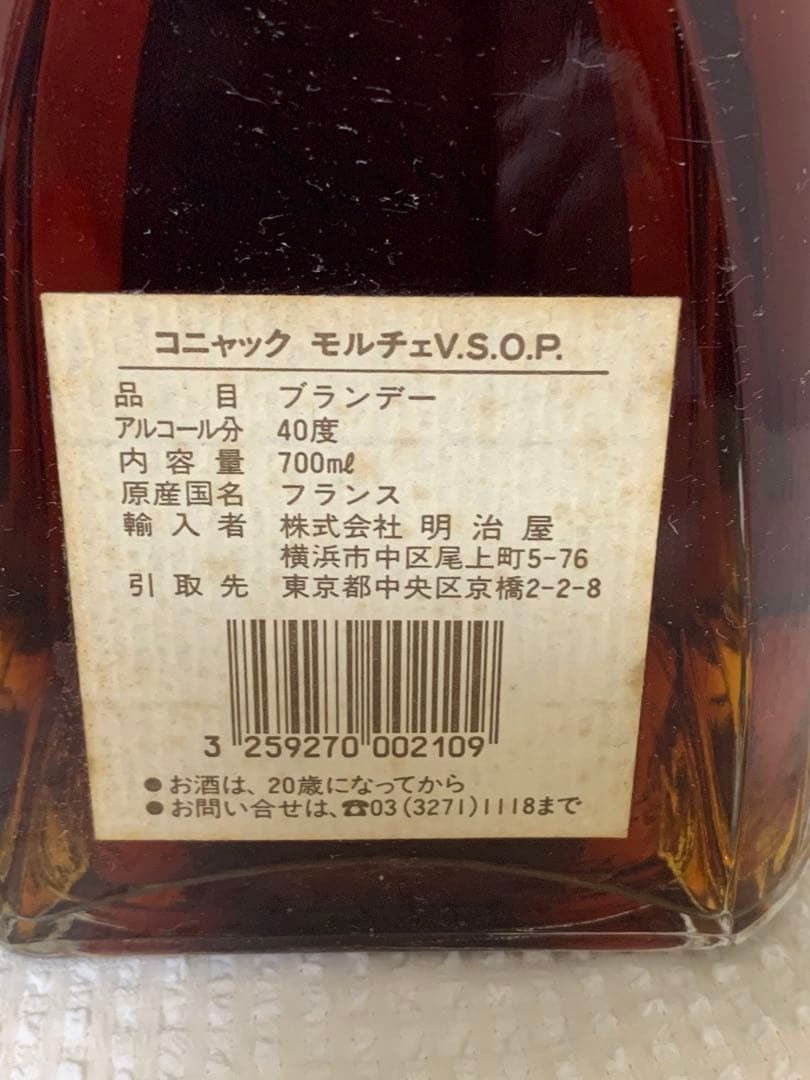 コニャック モルチェV.S.O.P.
品目 ブランデー
アルコール分 40度
内容量 700mℓ
原産国名 フランス
輸入者 株式会社 明治屋
横浜市中区尾上町5-76
引取先 東京都中央区京橋2-2-8
3 259270 002109
●お酒は、20歳になってから
●お問い合せは、☎03(3271)1118まで